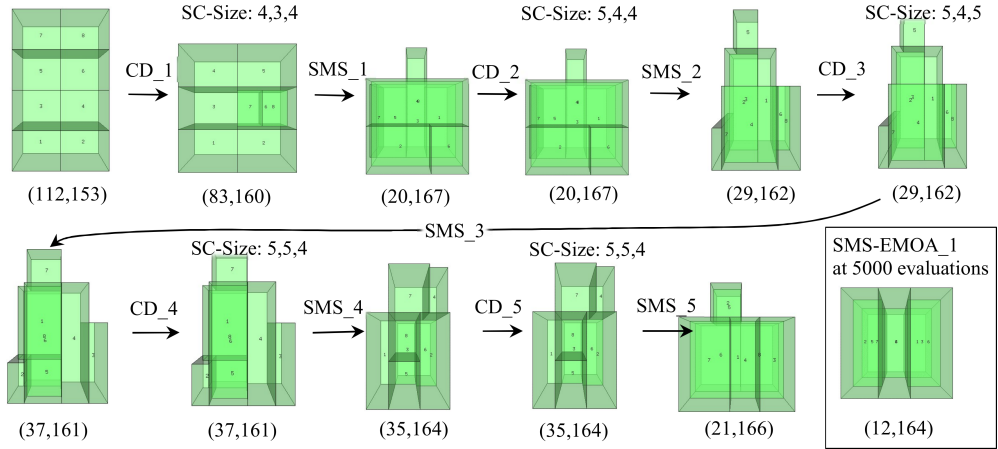 SC-Size: 4,3,4
SC-Size: 5,4,4
SC-Size: 5,4,5
CD_1
SMS_1
CD_2
SMS_2
CD_3
(112,153)
(83,160)
(20,167)
(20,167)
(29,162)
(29,162)
SMS_3
SC-Size: 5,5,4
SC-Size: 5,5,4
CD_4
SMS_4
CD_5
SMS_5
SMS-EMOA_1
at 5000 evaluations
(37,161)
(37,161)
(35,164)
(35,164)
(21,166)
(12,164)